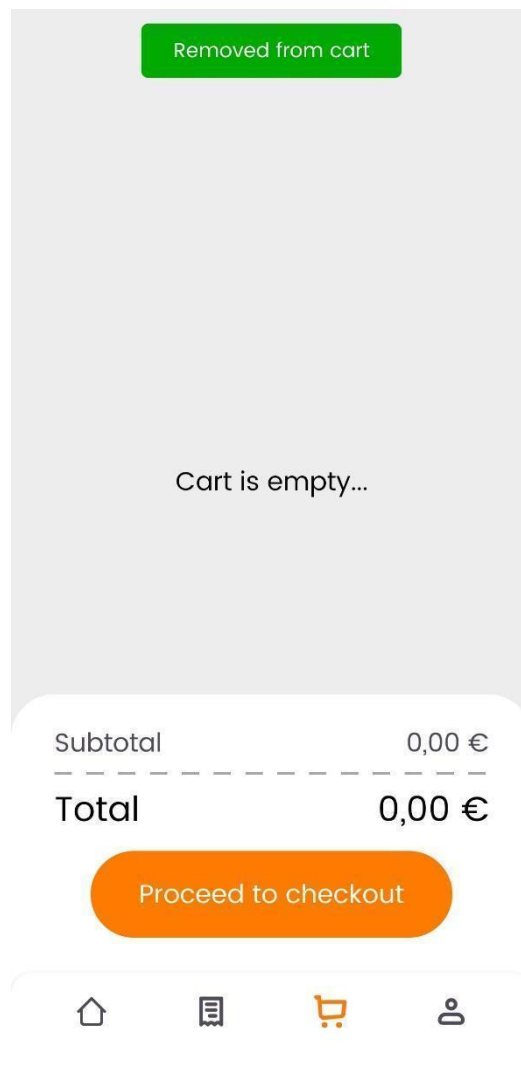 Removed from cart
Cart is empty...
Subtotal 0,00 €
Total 0,00 €
Proceed to checkout